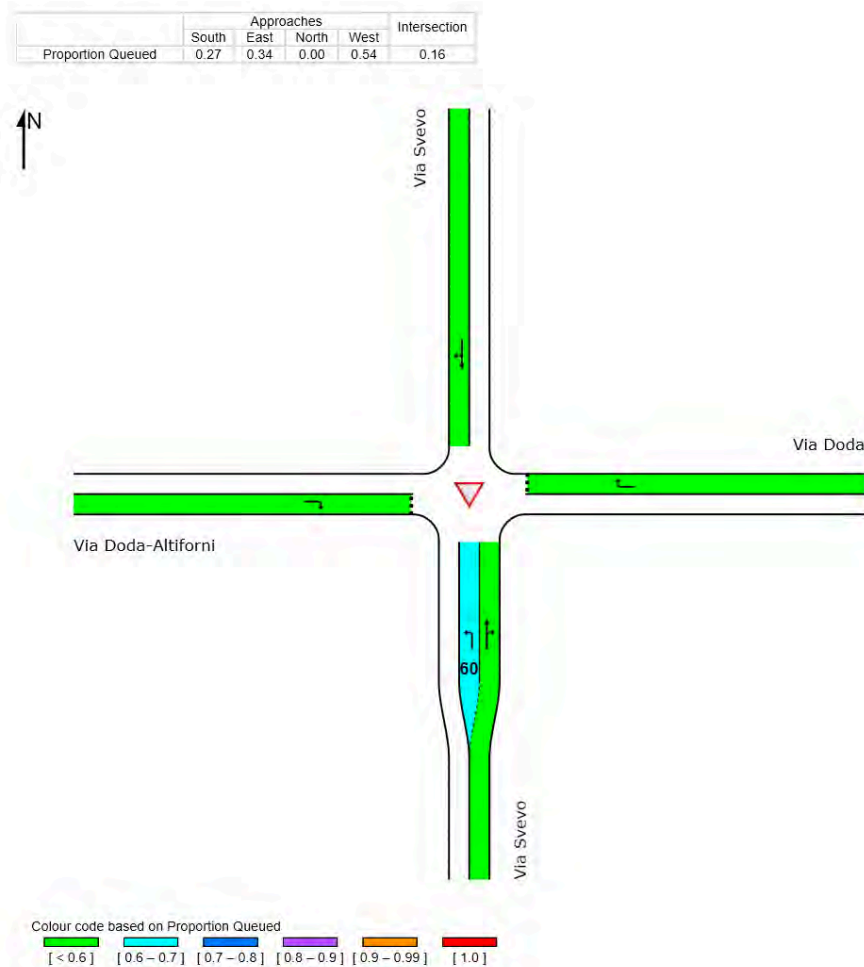 Approaches Intersection
South East North West
Proportion Queued 0.27 0.34 0.00 0.54 0.16
N
Via Svevo
Via Doda
Via Doda-Altiforni
60
Via Svevo
Colour code based on Proportion Queued
[ < 0.6 ] [ 0.6 – 0.7 ] [ 0.7 – 0.8 ] [ 0.8 – 0.9 ] [ 0.9 – 0.99 ] [ 1.0 ]